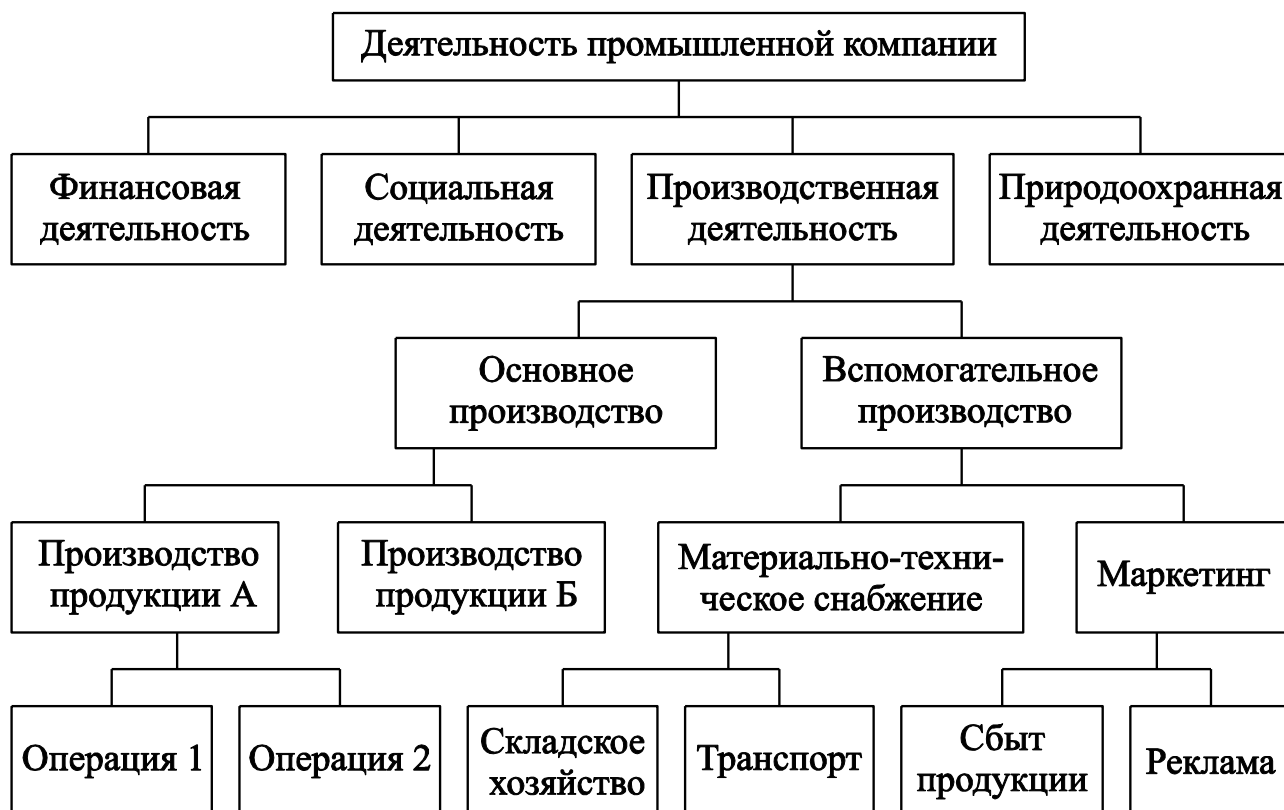 Деятельность промышленной компании
Финансовая
деятельность
Социальная
деятельность
Производственная
деятельность
Природоохранная
деятельность
Основное
производство
Вспомогательное
производство
Производство
продукции А
Производство
продукции Б
Материально-техни-
ческое снабжение
Маркетинг
Операция 1
Операция 2
Складское
хозяйство
Транспорт
Сбыт
продукции
Реклама